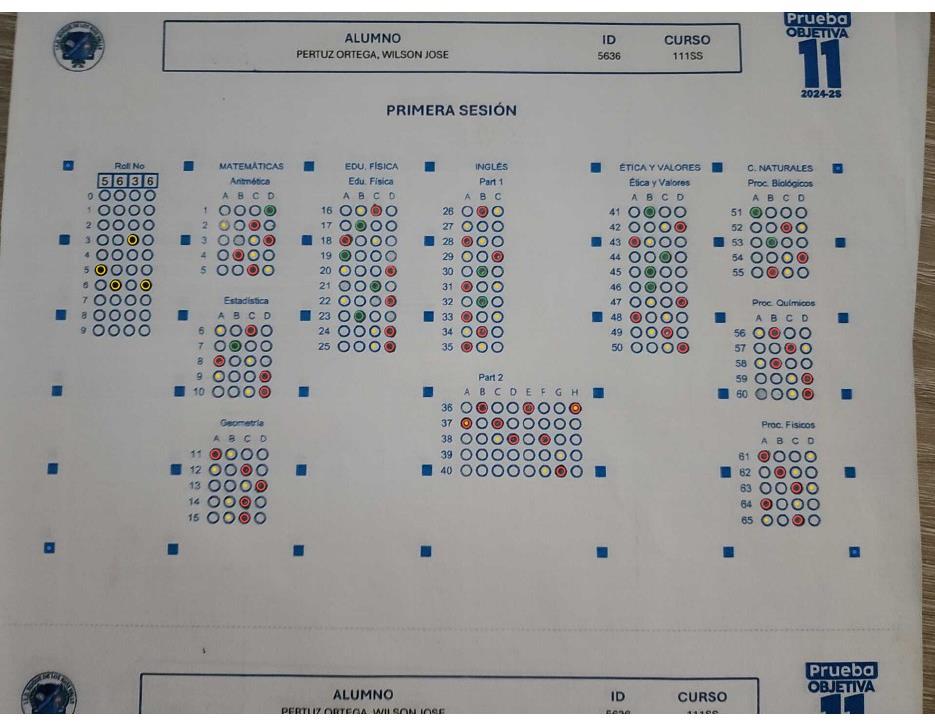 Prueba
OBJETIVA
11
2024-25
ALUMNO ID CURSO
PERTUZ ORTEGA, WILSON JOSE 5636 111SS
PRIMERA SESIÓN
Roll No MATEMÁTICAS EDU. FÍSICA INGLÉS ÉTICA Y VALORES C. NATURALES
5 6 3 6 Aritmética Edu. Física Part 1 Ética y Valores Proc. Biológicos
A B C D A B C D A B C A B C D A B C D
0
1 1 16 26 41 51
2 2 17 27 42 52
3 3 18 28 43 53
4 4 19 29 44 54
5 5 20 30 45 55
6 21 31 46
7 Estadística 22 32 47 Proc. Químicos
8 A B C D 23 33 48 A B C D
9 6 24 34 49 56
7 25 35 50 57
8 58
9 Part 2 59
10 A B C D E F G H 60
36
37
Geometría 38 Proc. Físicos
A B C D 39 A B C D
11 40 61
12 62
13 63
14 64
15 65
Prueba
OBJETIVA
11
ALUMNO ID CURSO
PERTUZ ORTEGA, WILSON JOSE 5636 111SS